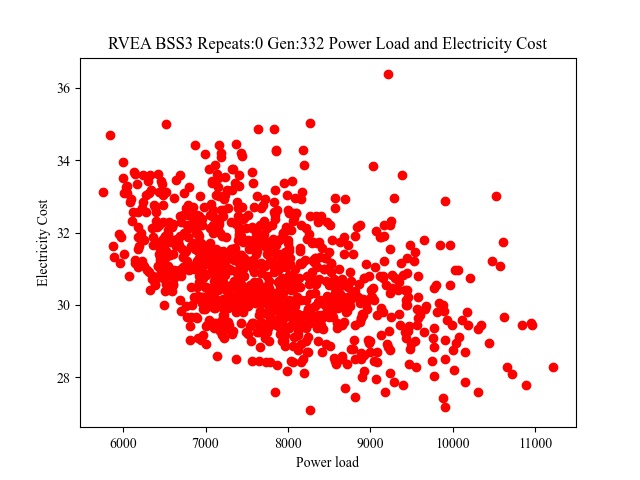 RVEA BSS3 Repeats:0 Gen:332 Power Load and Electricity Cost
36
34
32
30
28
Electricity Cost
6000 7000 8000 9000 10000 11000
Power load